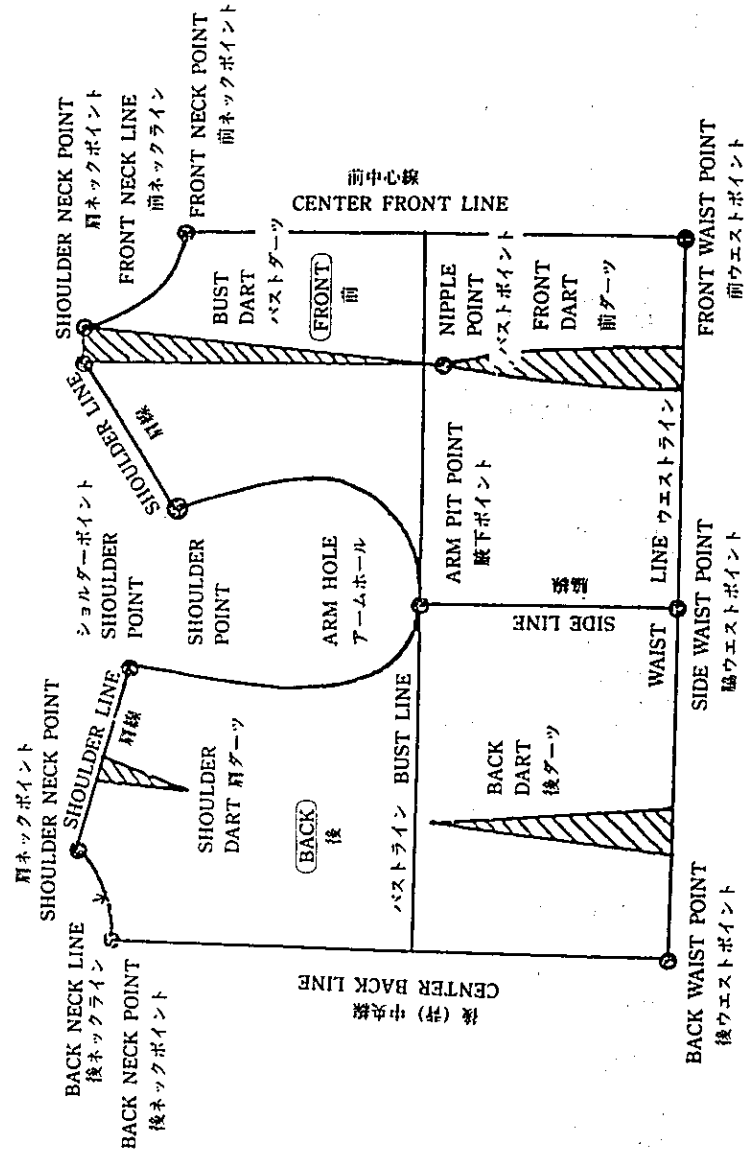 肩ネックポイント
SHOULDER NECK POINT
BACK NECK LINE
後ネックライン
BACK NECK POINT
後ネックポイント
SHOULDER LINE
肩線
SHOULDER
DART 肩ダーツ
BACK
後
ショルダーポイント
SHOULDER
POINT
SHOULDER
POINT
ARM HOLE
アームホール
SHOULDER LINE
肩線
SHOULDER NECK POINT
肩ネックポイント
FRONT NECK LINE
前ネックライン
FRONT NECK POINT
前ネックポイント
BUST
DART
バストダーツ
FRONT
前
前中心線
CENTER FRONT LINE
バストライン BUST LINE
ARM PIT POINT
腋下ポイント
NIPPLE
POINT
バストポイント
FRONT
DART
前ダーツ
BACK
DART
後ダーツ
SIDE LINE
脇線
後(背)中央線
CENTER BACK LINE
WAIST LINE ウエストライン
BACK WAIST POINT
後ウエストポイント
SIDE WAIST POINT
脇ウエストポイント
FRONT WAIST POINT
前ウエストポイント